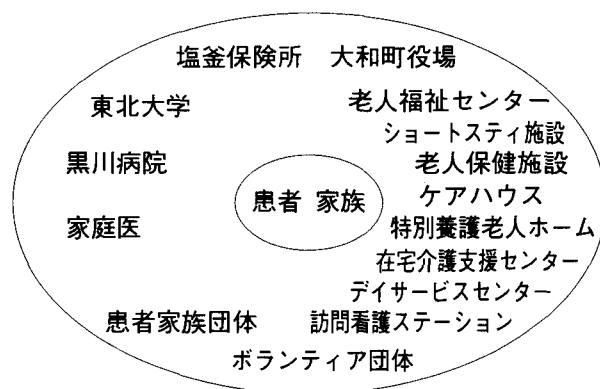 塩釜保険所 大和町役場
東北大学 老人福祉センター
ショートスティ施設
黒川病院 老人保健施設
患者 家族 ケアハウス
家庭医 特別養護老人ホーム
在宅介護支援センター
デイサービスセンター
患者家族団体 訪問看護ステーション
ボランティア団体